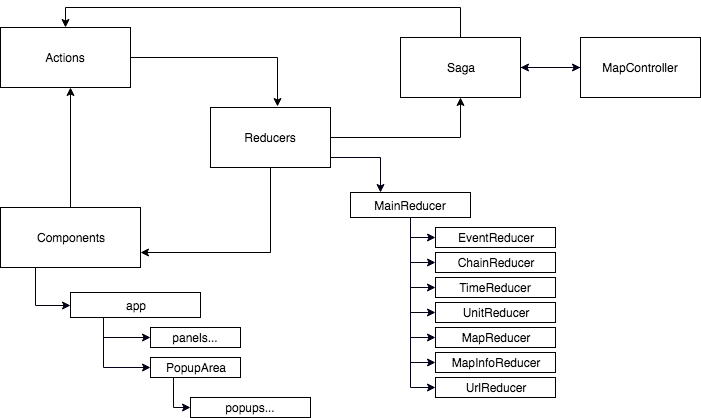 Actions
Saga
MapController
Reducers
MainReducer
Components
EventReducer
ChainReducer
TimeReducer
UnitReducer
MapReducer
MapInfoReducer
UrlReducer
app
panels...
PopupArea
popups...